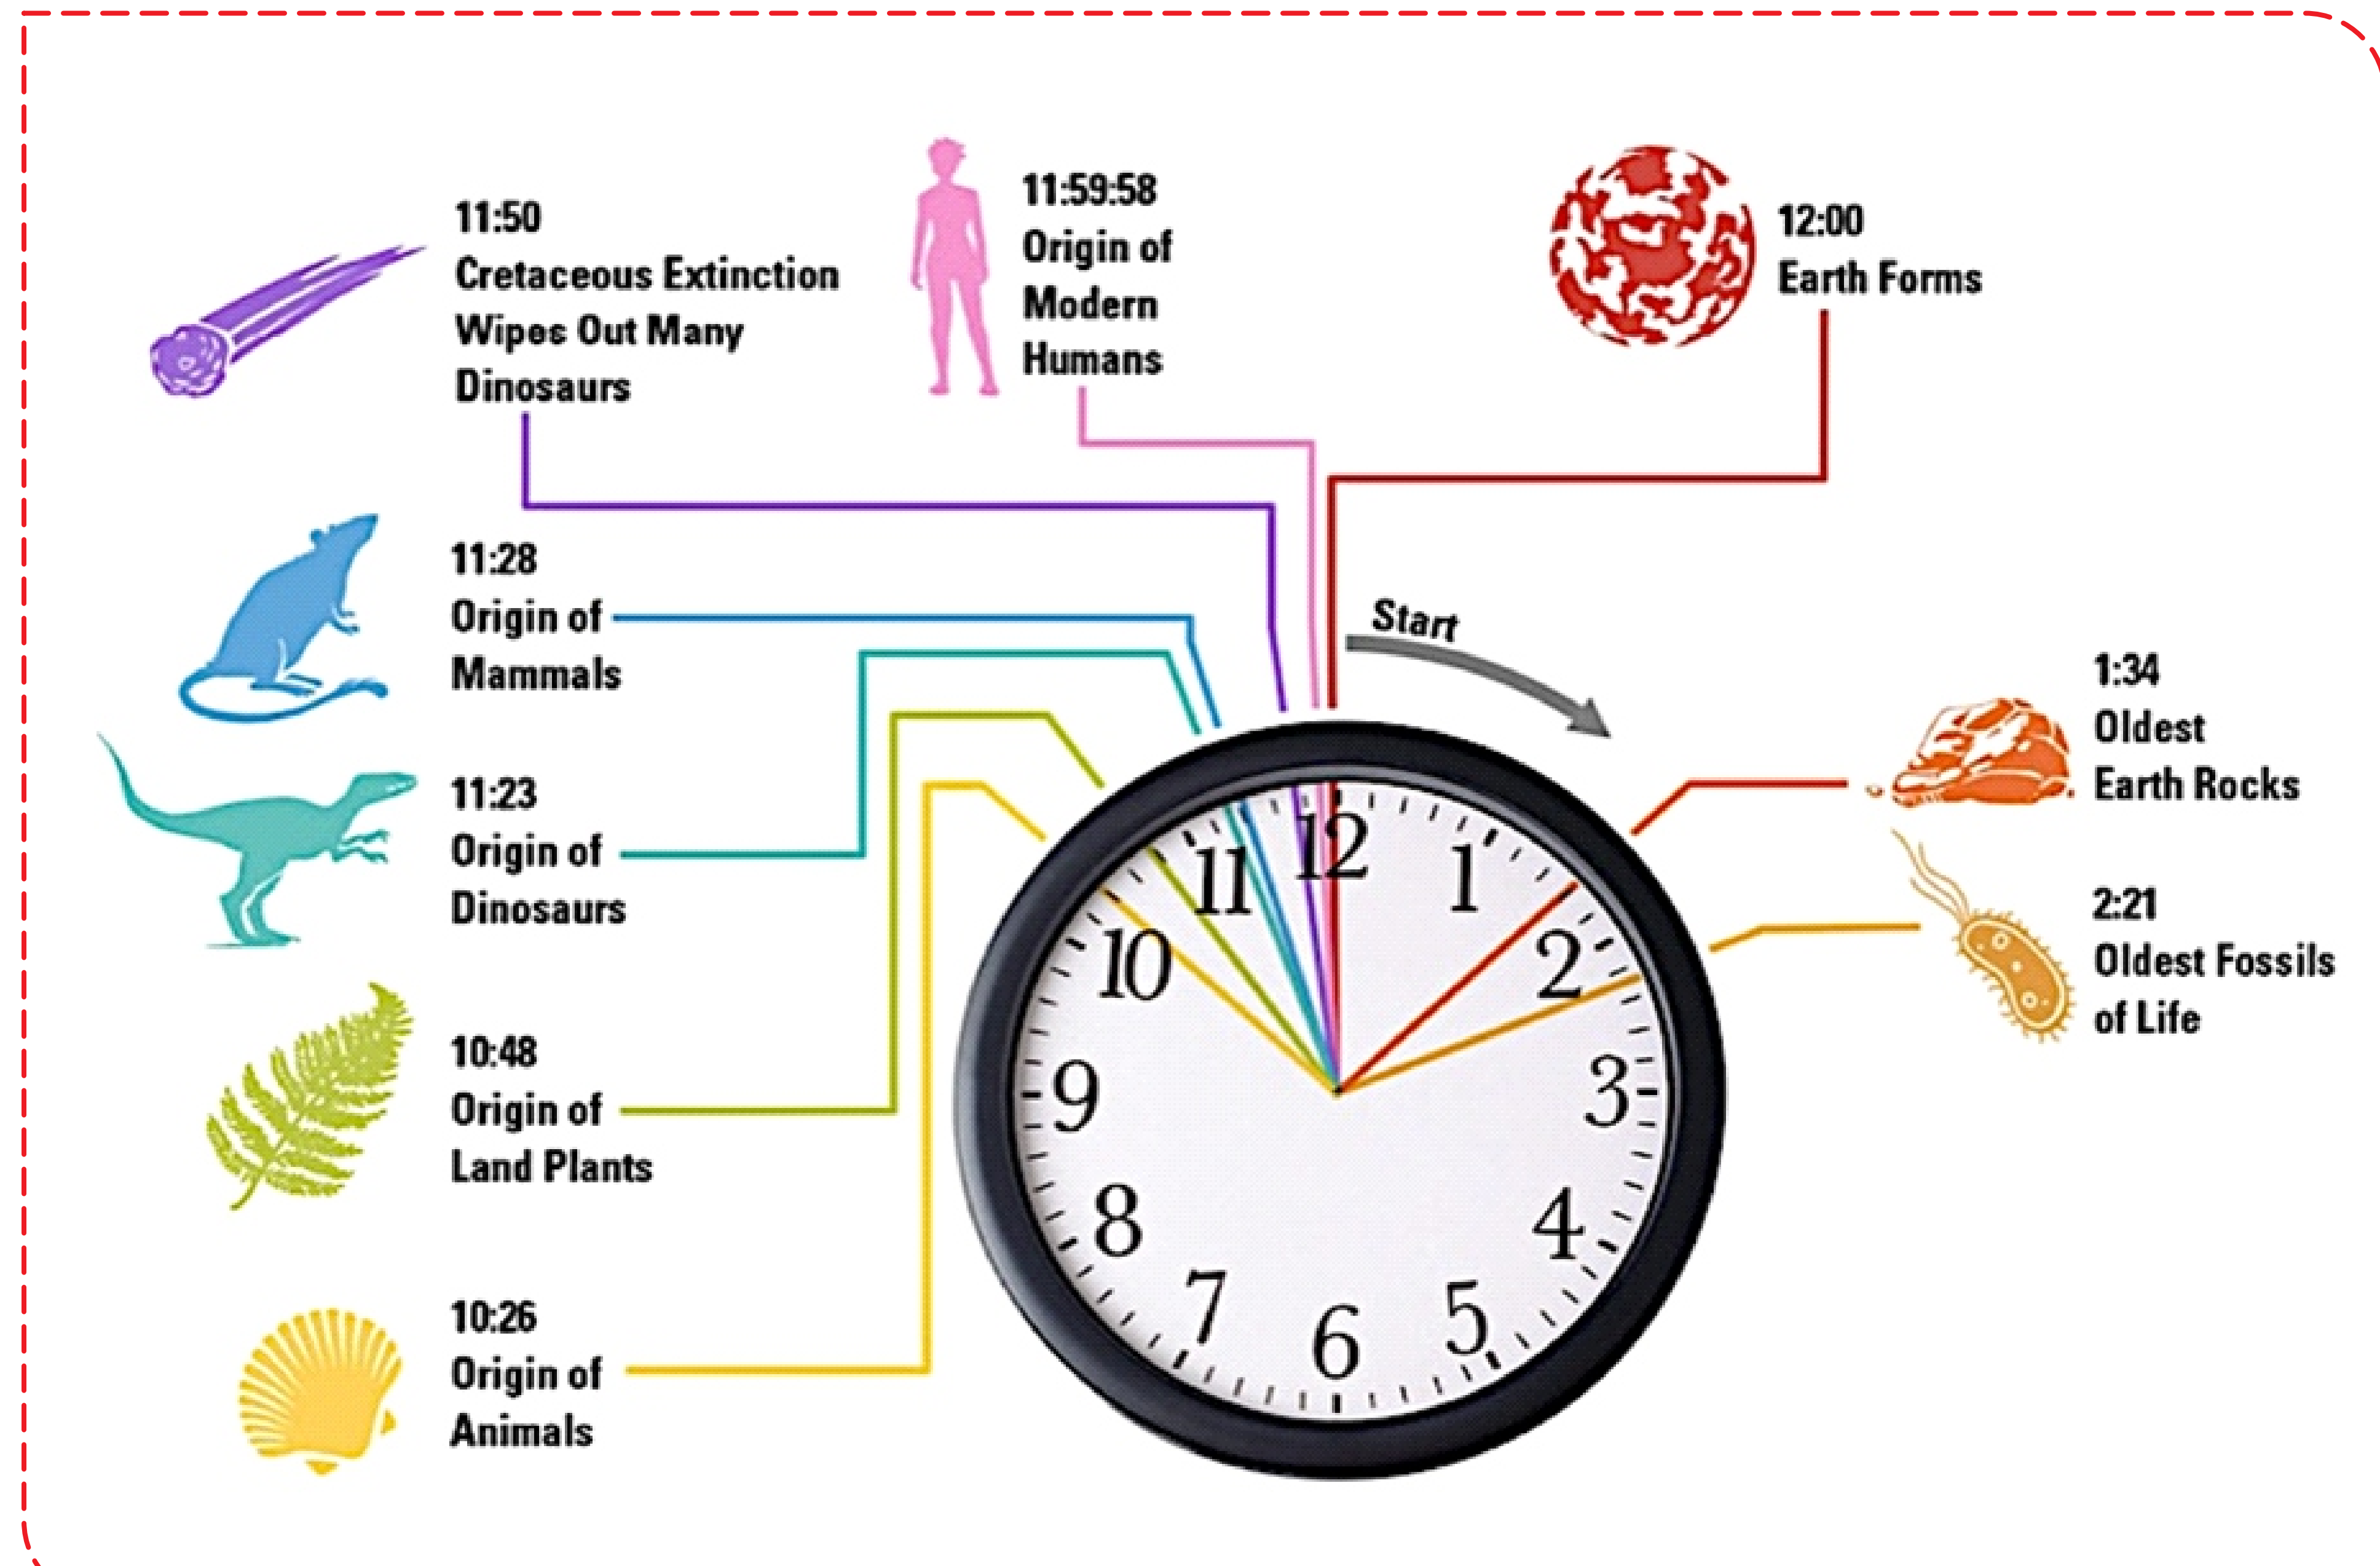 11:50
Cretaceous Extinction
Wipes Out Many
Dinosaurs
11:59:58
Origin of
Modern
Humans
12:00
Earth Forms
11:28
Origin of
Mammals
Start
1:34
Oldest
Earth Rocks
11:23
Origin of
Dinosaurs
2:21
Oldest Fossils
of Life
10:48
Origin of
Land Plants
10:26
Origin of
Animals
12
1
2
3
4
5
6
7
8
9
10
11